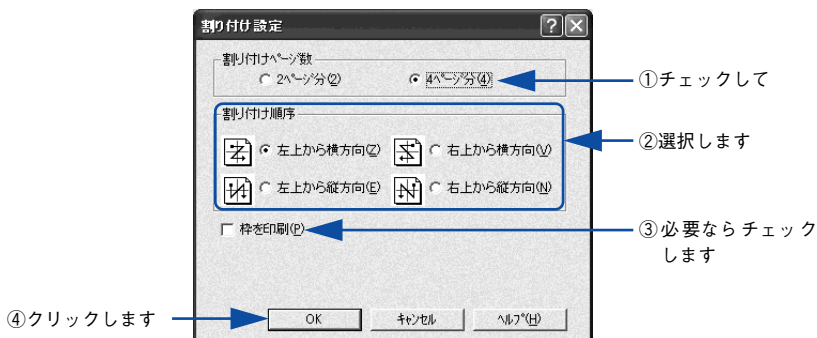 割り付け設定
割り付けページ数
2ページ分(2) 4ページ分(4)
①チェックして
割り付け順序
左上から横方向(Z) 右上から横方向(V)
②選択します
左上から縦方向(E) 右上から縦方向(N)
枠を印刷(P)
③必要ならチェック
します
④クリックします
OK キャンセル ヘルプ(H)